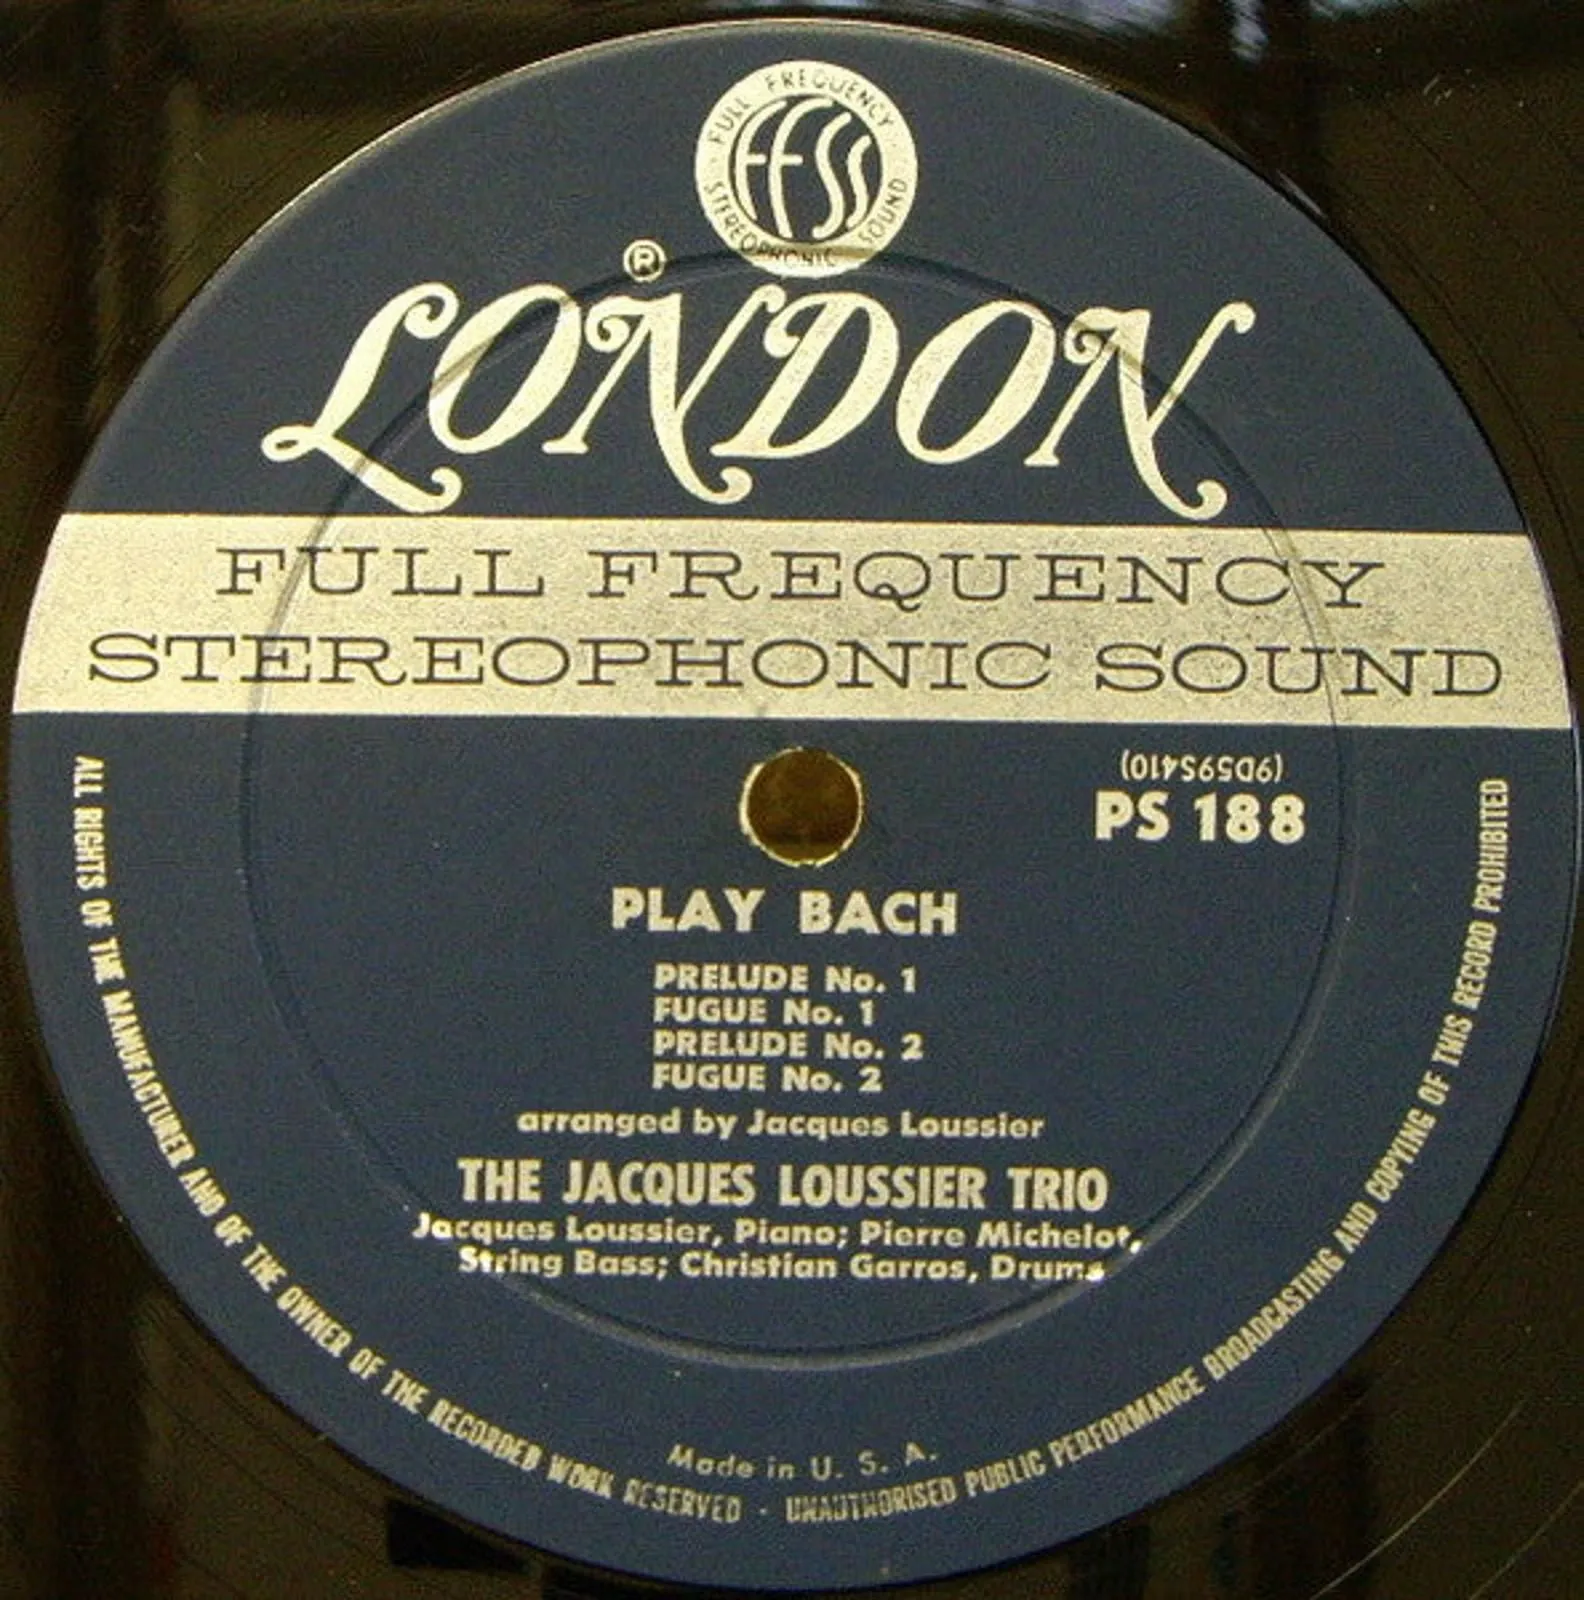 FULL FREQUENCY
STEREOPHONIC SOUND
FFSS
®
LONDON
FULL FREQUENCY
STEREOPHONIC SOUND
(9D59S410)
PS 188
PLAY BACH
PRELUDE No. 1
FUGUE No. 1
PRELUDE No. 2
FUGUE No. 2
arranged by Jacques Loussier
THE JACQUES LOUSSIER TRIO
Jacques Loussier, Piano; Pierre Michelot,
String Bass; Christian Garros, Drums
Made in U. S. A.
ALL RIGHTS OF THE MANUFACTURER AND OF THE OWNER OF THE RECORDED WORK RESERVED · UNAUTHORISED PUBLIC PERFORMANCE BROADCASTING AND COPYING OF THIS RECORD PROHIBITED